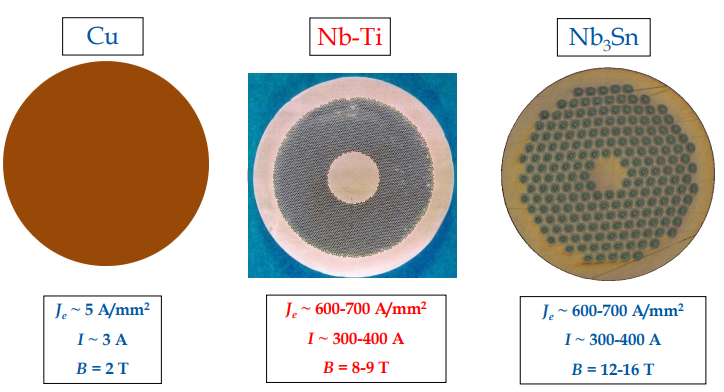 Cu
Nb-Ti
Nb₃Sn
Jₑ ~ 5 A/mm²
I ~ 3 A
B = 2 T
Jₑ ~ 600-700 A/mm²
I ~ 300-400 A
B = 8-9 T
Jₑ ~ 600-700 A/mm²
I ~ 300-400 A
B = 12-16 T